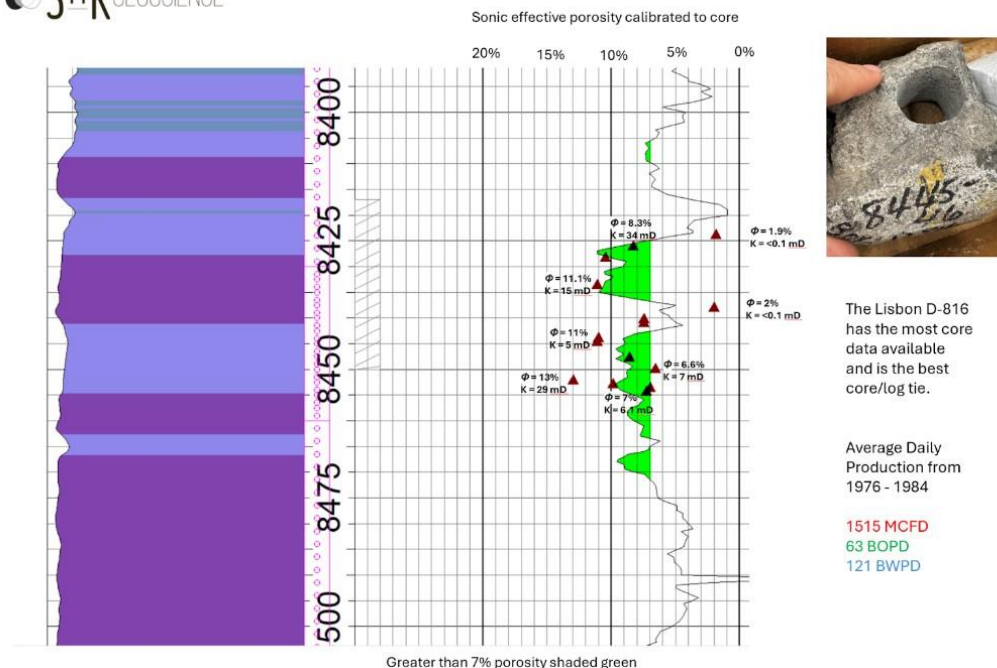 GEOSCIENCE
Sonic effective porosity calibrated to core
20% 15% 10% 5% 0%
8400
8425
8450
8475
500
Φ = 8.3%
K = 34 mD
Φ = 1.9%
K = <0.1 mD
Φ = 11.1%
K = 15 mD
Φ = 2%
K = <0.1 mD
Φ = 11%
K = 5 mD
Φ = 6.6%
K = 7 mD
Φ = 13%
K = 29 mD
Φ = 7%
K = 6.1 mD
8445-
46
The Lisbon D-816
has the most core
data available
and is the best
core/log tie.
Average Daily
Production from
1976 - 1984
1515 MCFD
63 BOPD
121 BWPD
Greater than 7% porosity shaded green